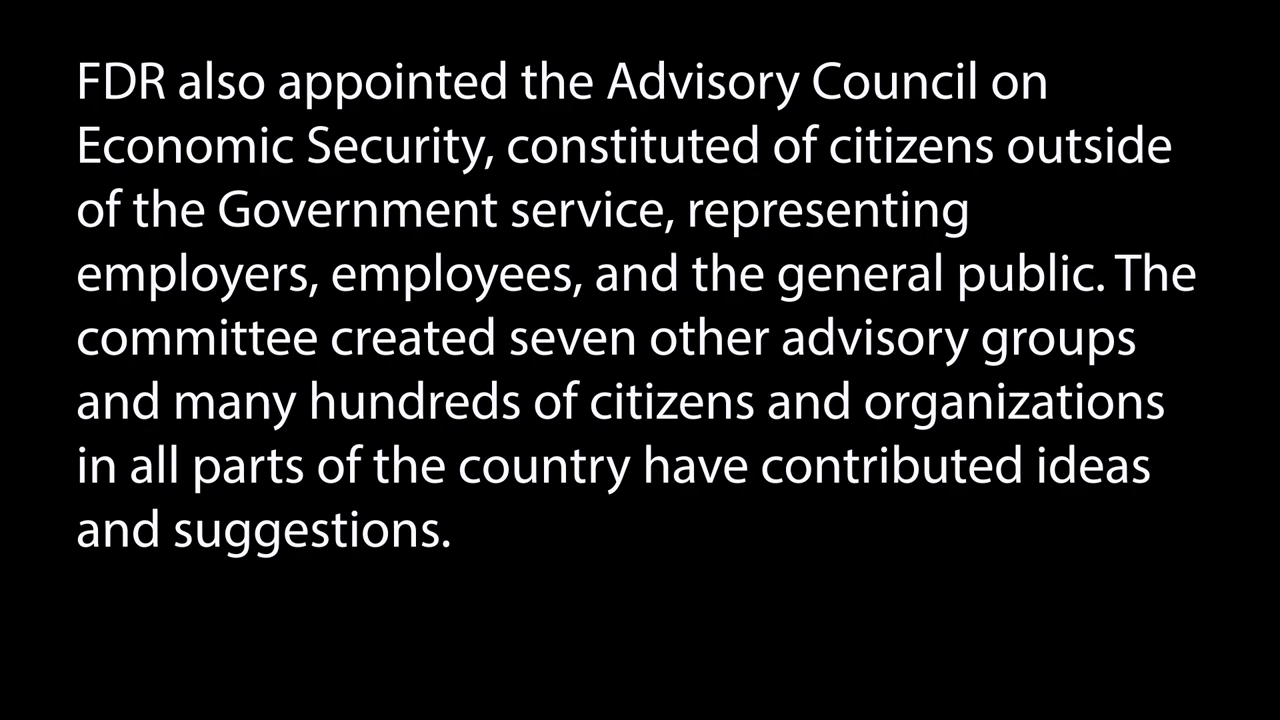 FDR also appointed the Advisory Council on
Economic Security, constituted of citizens outside
of the Government service, representing
employers, employees, and the general public. The
committee created seven other advisory groups
and many hundreds of citizens and organizations
in all parts of the country have contributed ideas
and suggestions.